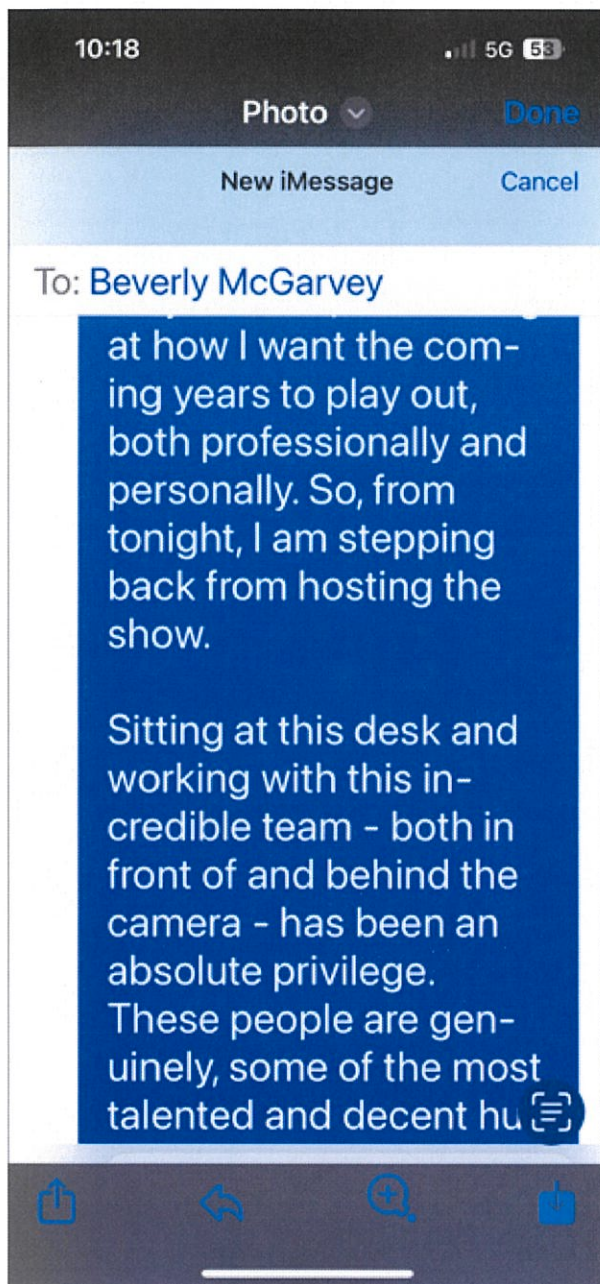 10:18
5G 53
Photo
Done
New iMessage
Cancel
To: Beverly McGarvey
at how I want the com-
ing years to play out,
both professionally and
personally. So, from
tonight, I am stepping
back from hosting the
show.
Sitting at this desk and
working with this in-
credible team - both in
front of and behind the
camera - has been an
absolute privilege.
These people are gen-
uinely, some of the most
talented and decent hu